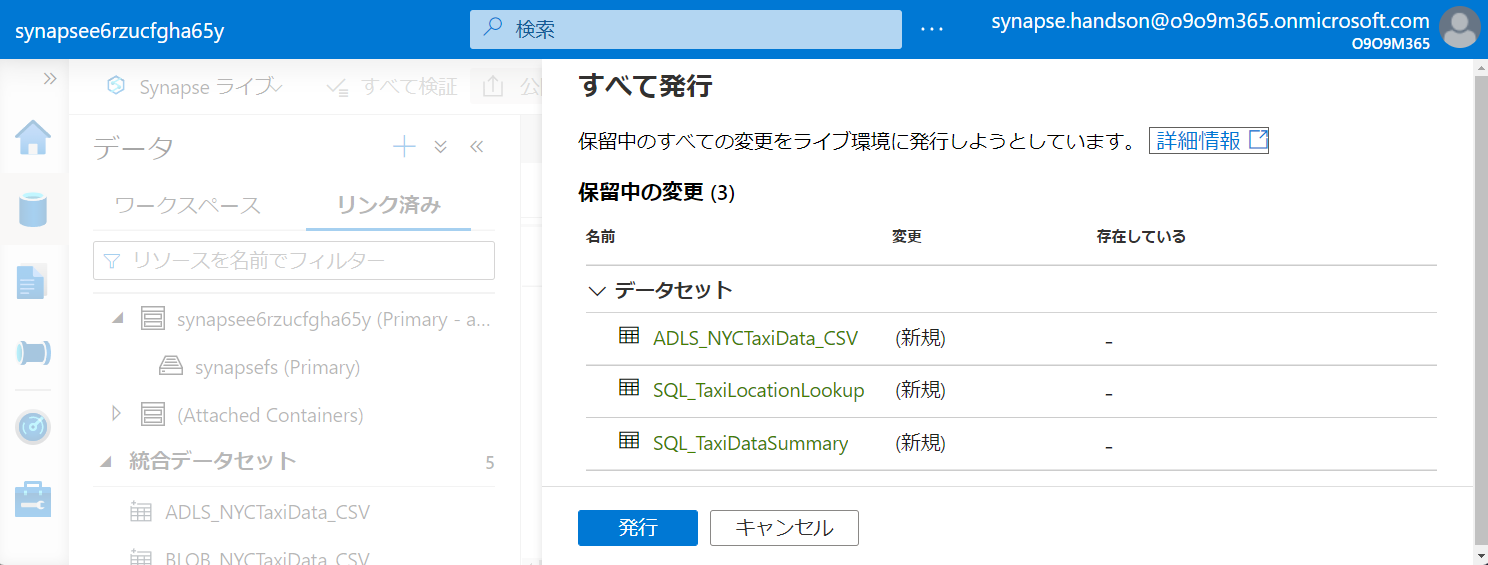 synapsee6rzucfgha65y
検索
...
synapse.handson@o9o9m365.onmicrosoft.com
O9O9M365
Synapse ライブ
すべて検証
データ
ワークスペース
リンク済み
リソースを名前でフィルター
synapsee6rzucfgha65y (Primary - a...
synapsefs (Primary)
(Attached Containers)
統合データセット 5
ADLS_NYCTaxiData_CSV
BLOB_NYCTaxiData_CSV
すべて発行
保留中のすべての変更をライブ環境に発行しようとしています。 詳細情報
保留中の変更 (3)
名前 変更 存在している
データセット
ADLS_NYCTaxiData_CSV (新規) -
SQL_TaxiLocationLookup (新規) -
SQL_TaxiDataSummary (新規) -
発行 キャンセル